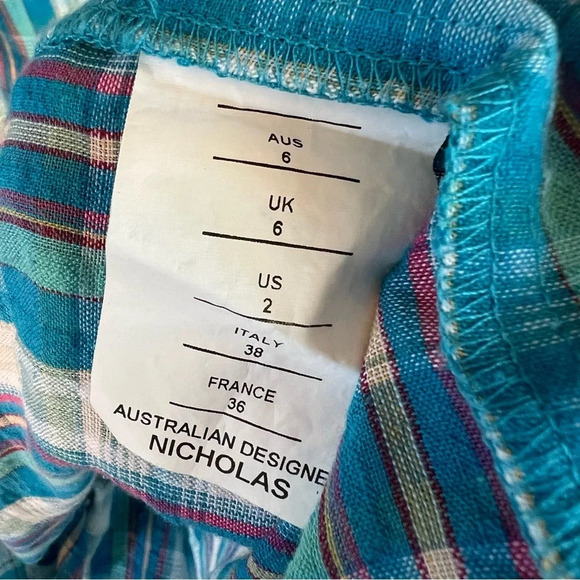 AUS
6
UK
6
US
2
ITALY
38
FRANCE
36
AUSTRALIAN DESIGNE
NICHOLAS